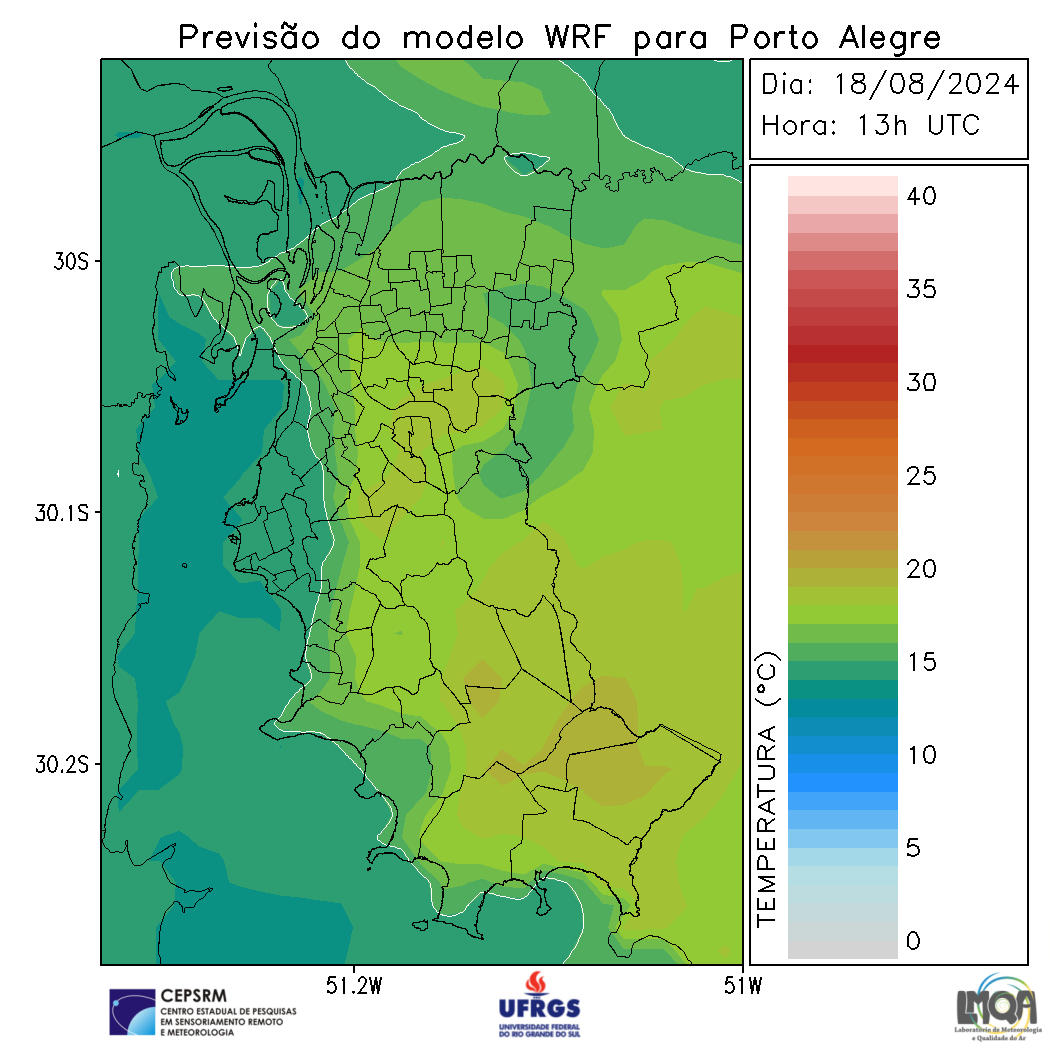 Previsão do modelo WRF para Porto Alegre
Dia: 18/08/2024
Hora: 13h UTC
30S
30.1S
30.2S
51.2W
51W
TEMPERATURA (°C)
40
35
30
25
20
15
10
5
0
CEPSRM
CENTRO ESTADUAL DE PESQUISAS
EM SENSORIAMENTO REMOTO
E METEOROLOGIA
UFRGS
UNIVERSIDADE FEDERAL
DO RIO GRANDE DO SUL
LMQA
Laboratório de Meteorologia
e Qualidade do Ar